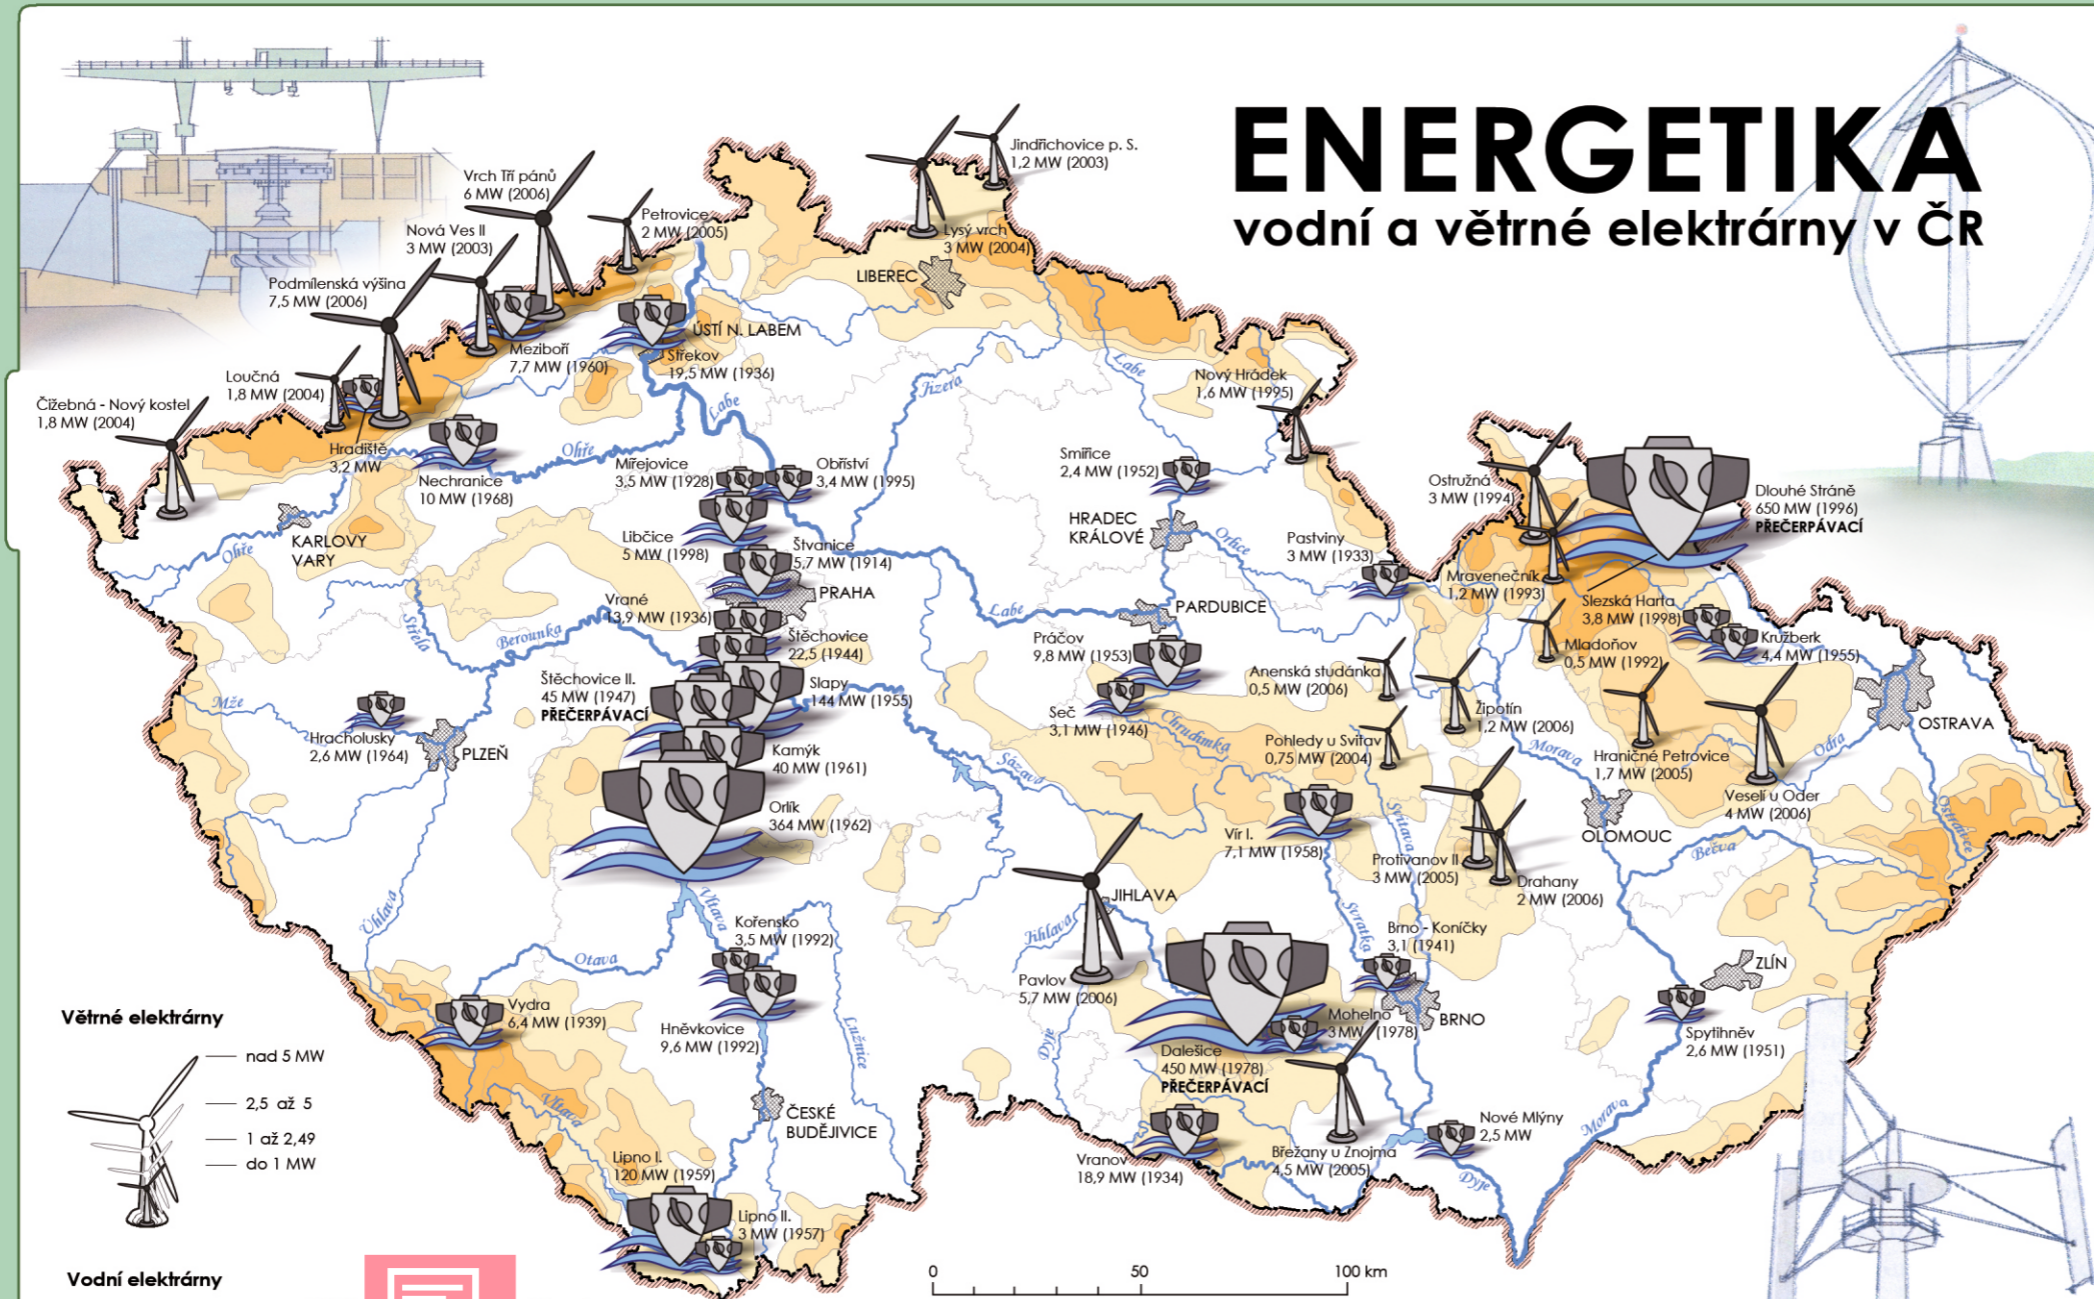 ENERGETIKA
vodní a větrné elektrárny v ČR
Jindřichovice p. S.
1,2 MW (2003)
Vrch Tří pánů
6 MW (2006)
Petrovice
2 MW (2005)
Nová Ves II
3 MW (2003)
Lysý vrch
3 MW (2004)
LIBEREC
Podmílenská výšina
7,5 MW (2006)
ÚSTÍ N. LABEM
Meziboří
7,7 MW (1960)
Střekov
19,5 MW (1936)
Labe
Jizera
Labe
Nový Hrádek
1,6 MW (1995)
Loučná
1,8 MW (2004)
Čižebná - Nový kostel
1,8 MW (2004)
Hradiště
3,2 MW
Ohře
Nechranice
10 MW (1968)
Mířejovice
3,5 MW (1928)
Obříství
3,4 MW (1995)
Smiřice
2,4 MW (1952)
Ostružná
3 MW (1994)
Dlouhé Stráně
650 MW (1996)
PŘEČERPÁVACÍ
KARLOVY
VARY
Ohře
Libčice
5 MW (1998)
Štvanice
5,7 MW (1914)
HRADEC
KRÁLOVÉ
Orlice
Pastviny
3 MW (1933)
Mravenečník
1,2 MW (1993)
Slezská Harta
3,8 MW (1998)
PRAHA
Vrané
13,9 MW (1936)
Labe
PARDUBICE
Střela
Berounka
Štěchovice
22,5 (1944)
Práčov
9,8 MW (1953)
Mladoňov
0,5 MW (1992)
Kružberk
4,4 MW (1955)
Štěchovice II.
45 MW (1947)
PŘEČERPÁVACÍ
Slapy
144 MW (1955)
Anenská studánka
0,5 MW (2006)
Mže
Hracholusky
2,6 MW (1964)
PLZEŇ
Seč
3,1 MW (1946)
Chrudimka
Žipotín
1,2 MW (2006)
OSTRAVA
Kamýk
40 MW (1961)
Sázava
Pohledy u Svitav
0,75 MW (2004)
Morava
Hraničné Petrovice
1,7 MW (2005)
Odra
Orlík
364 MW (1962)
Veselí u Oder
4 MW (2006)
Vír I.
7,1 MW (1958)
Svitava
OLOMOUC
Ostravice
Bečva
Protivanov II
3 MW (2005)
Drahany
2 MW (2006)
Úhlava
Vltava
JIHLAVA
Jihlava
Svratka
Kořensko
3,5 MW (1992)
Brno - Koníčky
3,1 (1941)
Otava
ZLÍN
Pavlov
5,7 MW (2006)
Vydra
6,4 MW (1939)
Hněvkovice
9,6 MW (1992)
Lužnice
Dyje
Mohelno
3MW (1978)
BRNO
Spytihněv
2,6 MW (1951)
Dalešice
450 MW (1978)
PŘEČERPÁVACÍ
Větrné elektrárny
nad 5 MW
2,5 až 5
1 až 2,49
do 1 MW
Vltava
ČESKÉ
BUDĚJIVICE
Nové Mlýny
2,5 MW
Morava
Vranov
18,9 MW (1934)
Břežany u Znojma
4,5 MW (2005)
Dyje
Lipno I.
120 MW (1959)
Lipno II.
3 MW (1957)
Vodní elektrárny
0 50 100 km